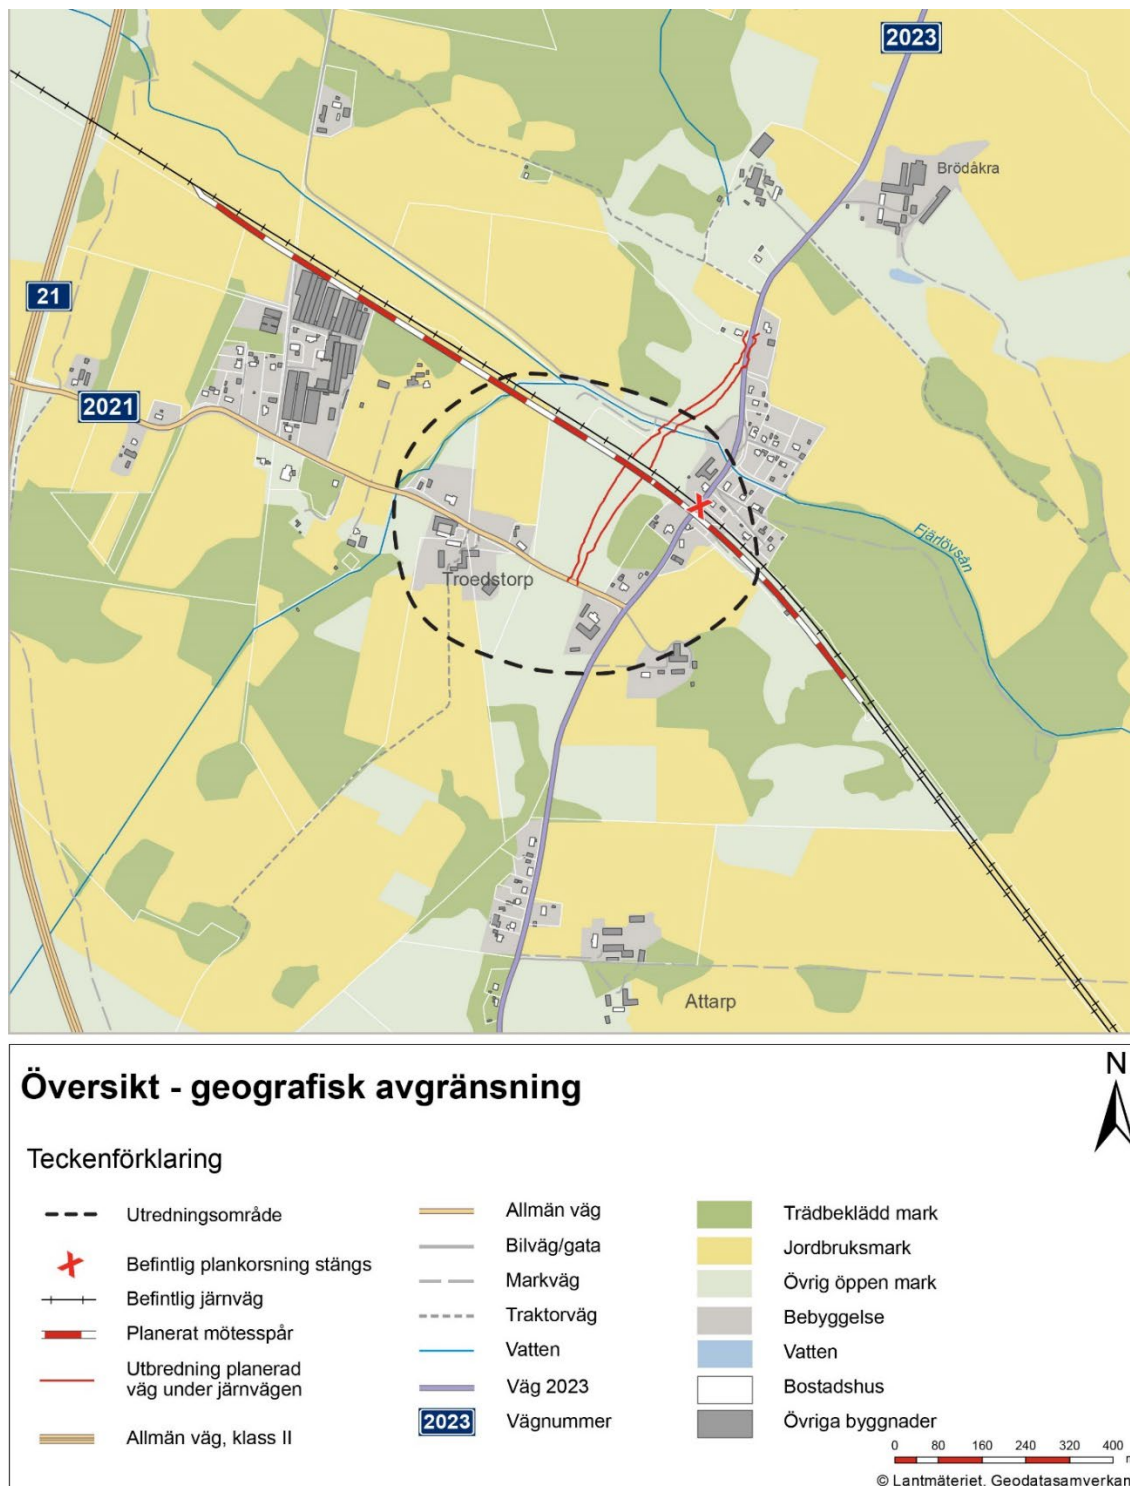 2023
Brödåkra
21
2021
Fjärlövsån
Troedstorp
Attarp
Översikt - geografisk avgränsning
N
Teckenförklaring
Utredningsområde
Befintlig plankorsning stängs
Befintlig järnväg
Planerat mötesspår
Utbredning planerad
väg under järnvägen
Allmän väg, klass II
Allmän väg
Bilväg/gata
Markväg
Traktorväg
Vatten
Väg 2023
2023 Vägnummer
Trädbeklädd mark
Jordbruksmark
Övrig öppen mark
Bebyggelse
Vatten
Bostadshus
Övriga byggnader
0 80 160 240 320 400
© Lantmäteriet, Geodatasamverkan